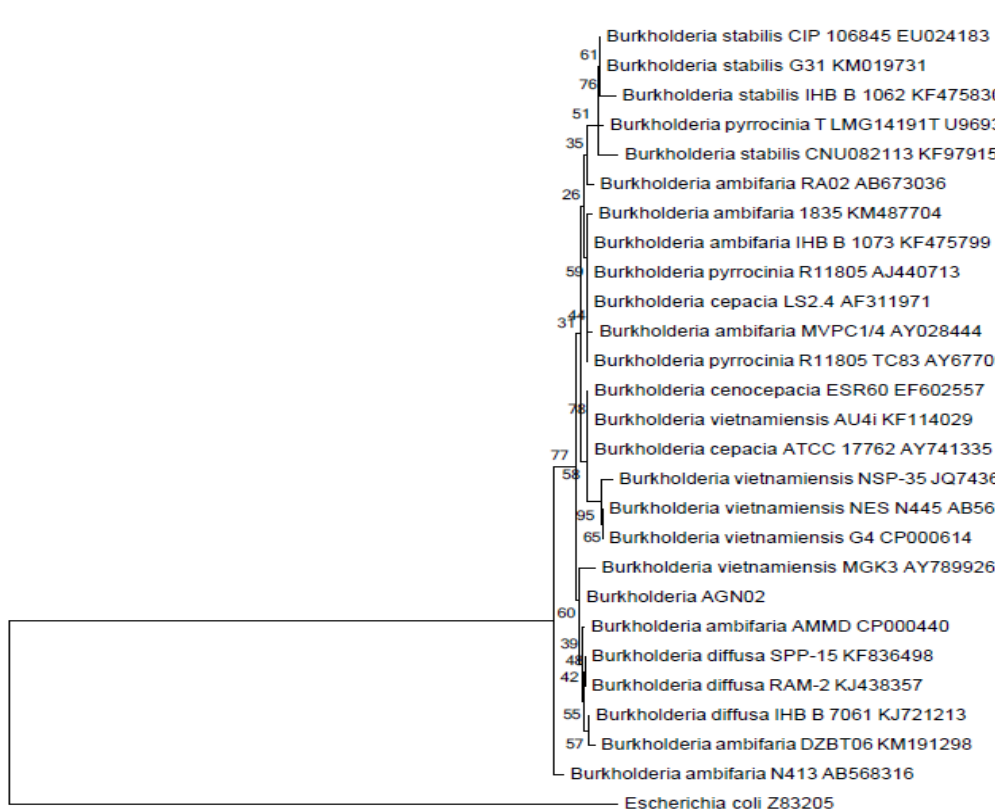 Burkholderia stabilis CIP 106845 EU024183
61
Burkholderia stabilis G31 KM019731
76
Burkholderia stabilis IHB B 1062 KF475836
51
Burkholderia pyrrocinia T LMG14191T U9693
35
Burkholderia stabilis CNU082113 KF97915
Burkholderia ambifaria RA02 AB673036
26
Burkholderia ambifaria 1835 KM487704
Burkholderia ambifaria IHB B 1073 KF475799
59
Burkholderia pyrrocinia R11805 AJ440713
Burkholderia cepacia LS2.4 AF311971
44
31
Burkholderia ambifaria MVPC1/4 AY028444
Burkholderia pyrrocinia R11805 TC83 AY6770
Burkholderia cenocepacia ESR60 EF602557
78
Burkholderia vietnamiensis AU4i KF114029
Burkholderia cepacia ATCC 17762 AY741335
77
58
Burkholderia vietnamiensis NSP-35 JQ7436
Burkholderia vietnamiensis NES N445 AB56
95
65
Burkholderia vietnamiensis G4 CP000614
Burkholderia vietnamiensis MGK3 AY789926
Burkholderia AGN02
60
Burkholderia ambifaria AMMD CP000440
39
48
Burkholderia diffusa SPP-15 KF836498
42
Burkholderia diffusa RAM-2 KJ438357
55
Burkholderia diffusa IHB B 7061 KJ721213
57
Burkholderia ambifaria DZBT06 KM191298
Burkholderia ambifaria N413 AB568316
Escherichia coli Z83205